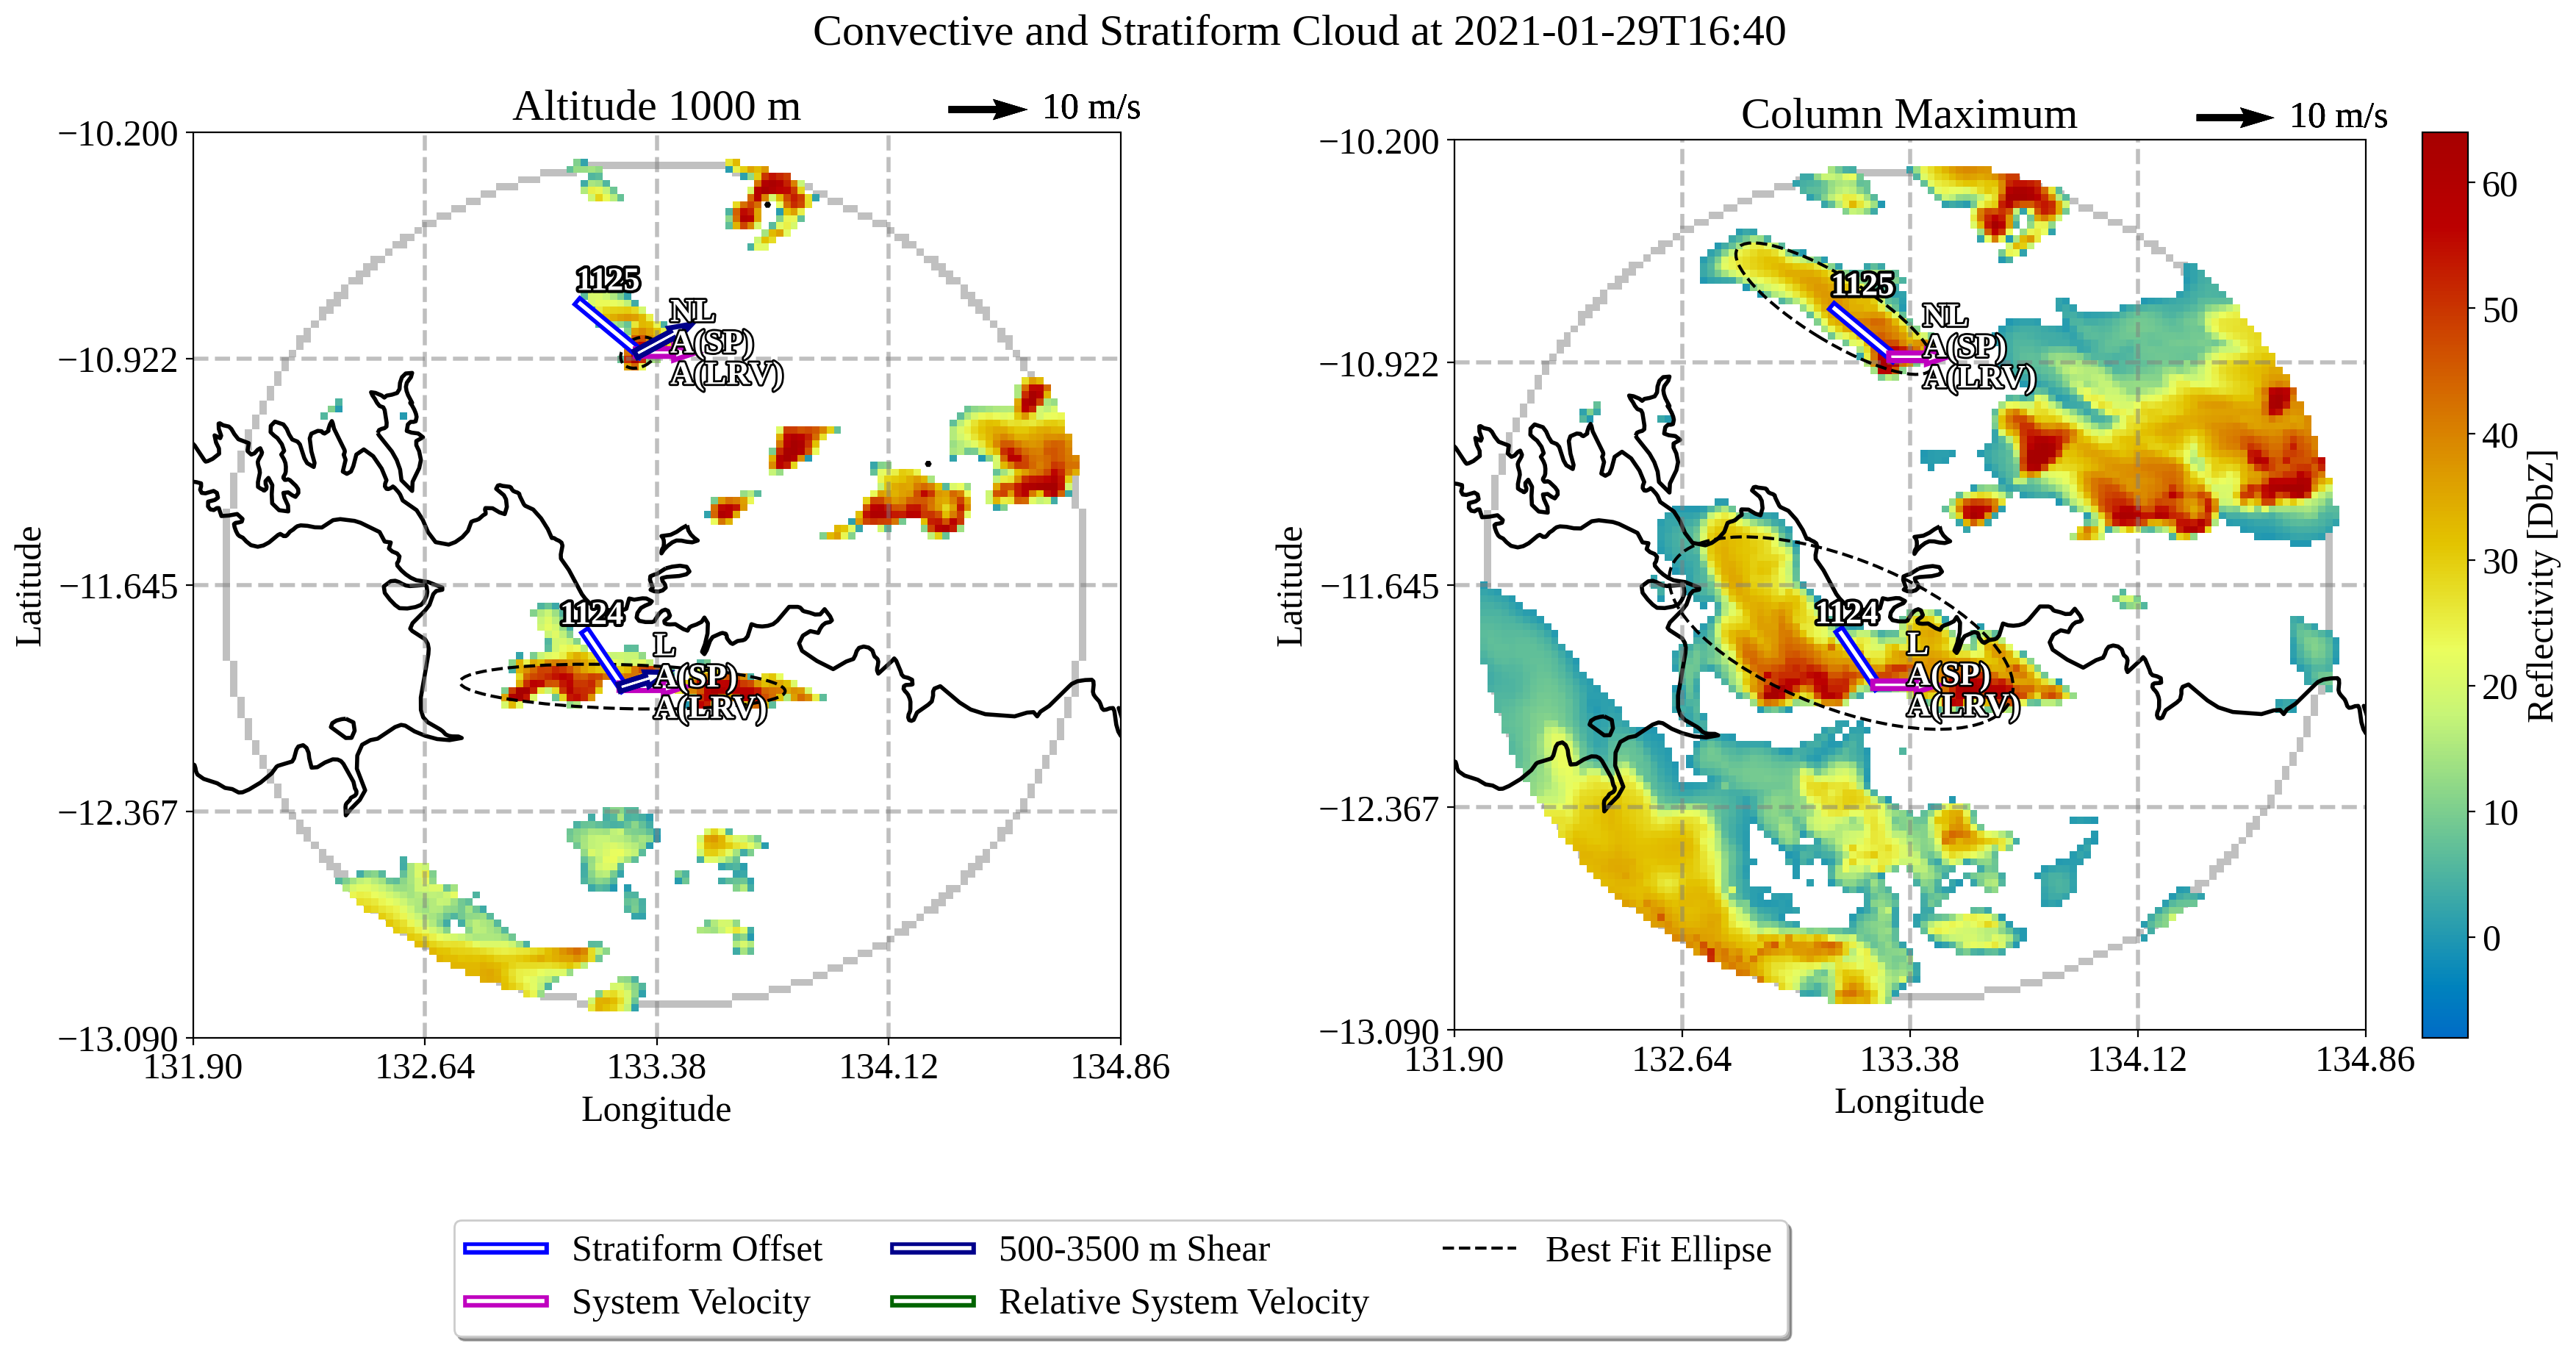 Convective and Stratiform Cloud at 2021-01-29T16:40
Altitude 1000 m
10 m/s
−10.200
−10.922
−11.645
−12.367
−13.090
131.90
132.64
133.38
134.12
134.86
Latitude
Longitude
1125
NL
A(SP)
A(LRV)
1124
L
A(SP)
A(LRV)
Column Maximum
10 m/s
−10.200
−10.922
−11.645
−12.367
−13.090
131.90
132.64
133.38
134.12
134.86
Latitude
Longitude
1125
NL
A(SP)
A(LRV)
1124
L
A(SP)
A(LRV)
60
50
40
30
20
10
0
Reflectivity [DbZ]
Stratiform Offset
System Velocity
500-3500 m Shear
Relative System Velocity
Best Fit Ellipse